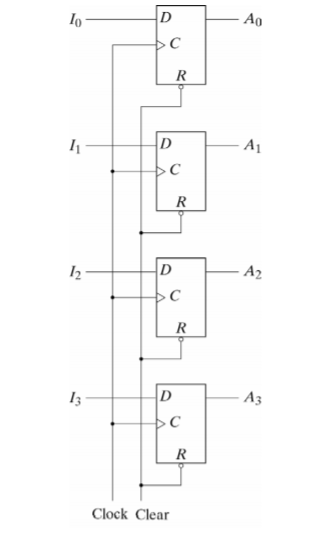 I₀ D A₀
C
R
I₁ D A₁
C
R
I₂ D A₂
C
R
I₃ D A₃
C
R
Clock Clear